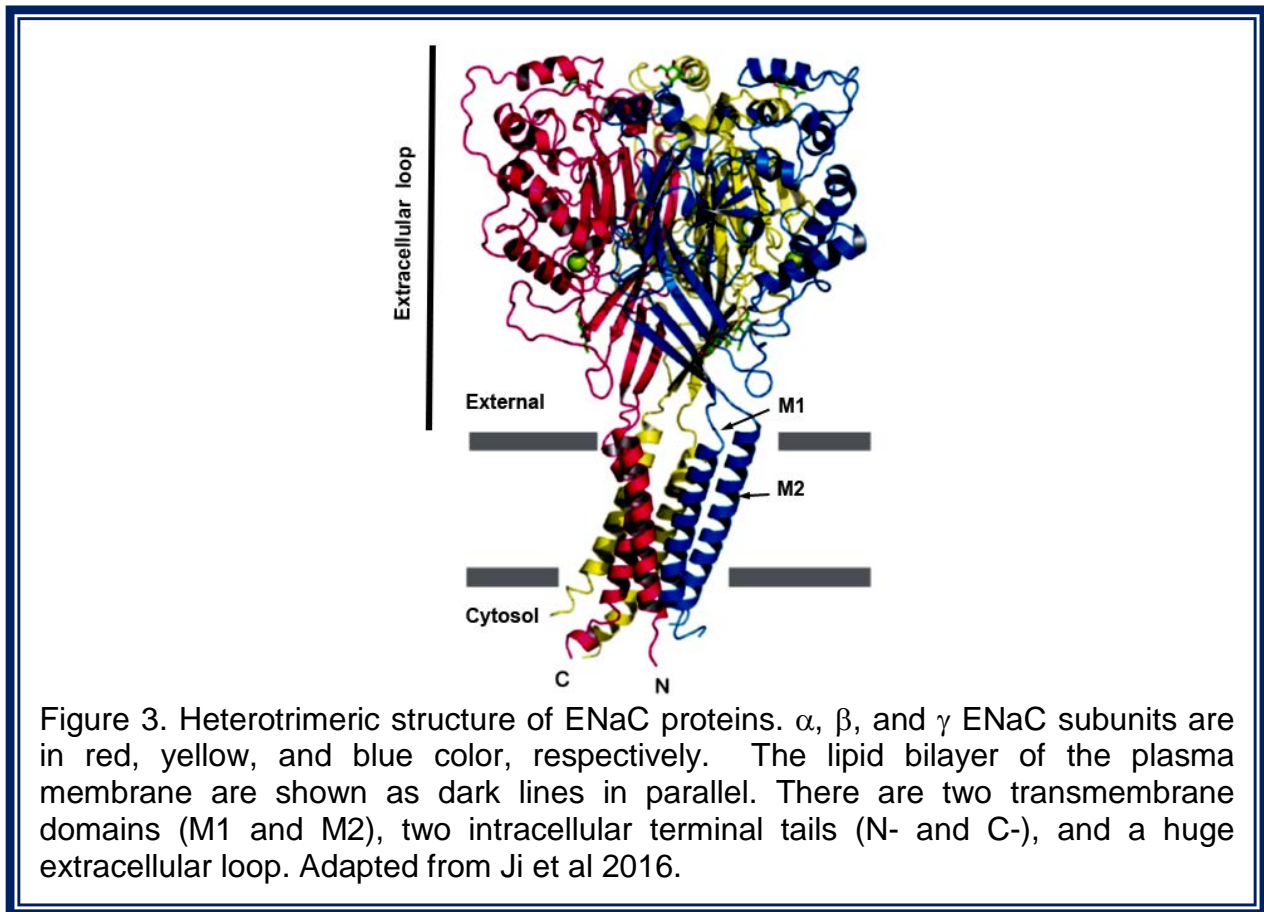 Extracellular loop
External
M1
M2
Cytosol
C
N
Figure 3. Heterotrimeric structure of ENaC proteins. α, β, and γ ENaC subunits are
in red, yellow, and blue color, respectively. The lipid bilayer of the plasma
membrane are shown as dark lines in parallel. There are two transmembrane
domains (M1 and M2), two intracellular terminal tails (N- and C-), and a huge
extracellular loop. Adapted from Ji et al 2016.